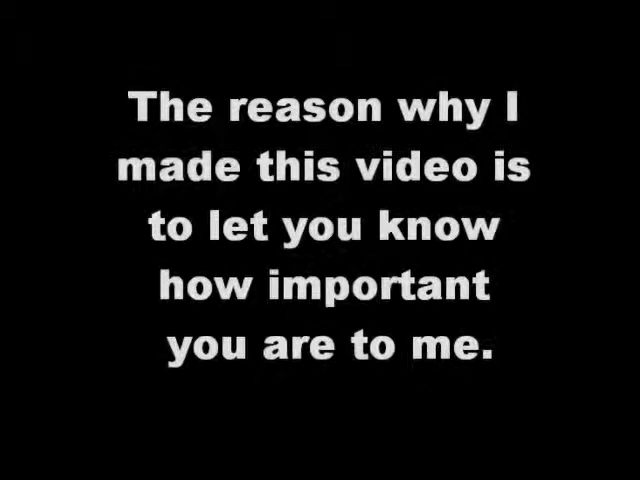 The reason why I
made this video is
to let you know
how important
you are to me.